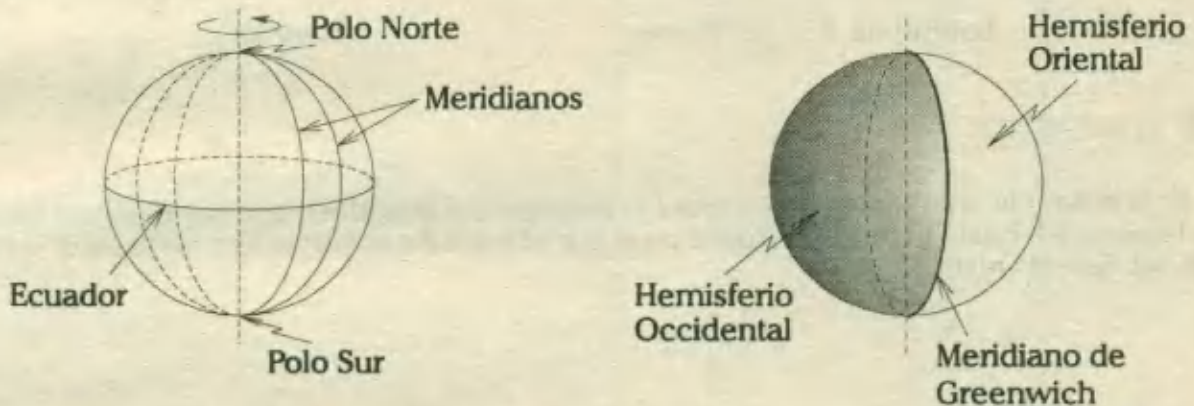 Polo Norte
Meridianos
Ecuador
Polo Sur
Hemisferio
Oriental
Hemisferio
Occidental
Meridiano de
Greenwich